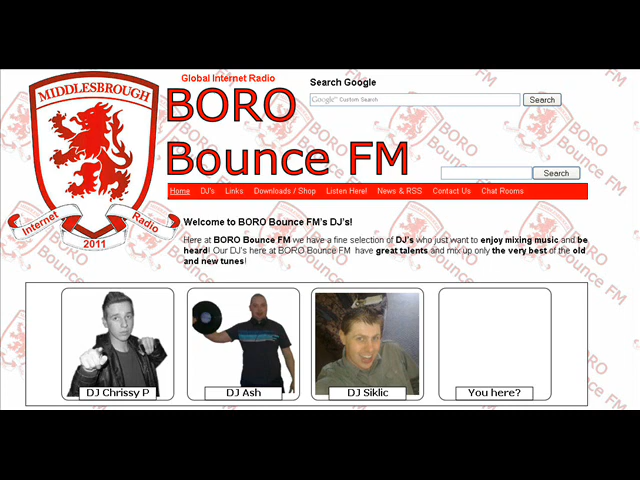 Global Internet Radio
BORO
Bounce FM
MIDDLESBROUGH
Internet
Radio
2011
Search Google
Google™ Custom Search
Search
Search
Home DJ's Links Downloads / Shop Listen Here! News & RSS Contact Us Chat Rooms
Welcome to BORO Bounce FM's DJ's!
Here at BORO Bounce FM we have a fine selection of DJ's who just want to enjoy mixing music and be
heard! Our DJ's here at BORO Bounce FM have great talents and mix up only the very best of the old
and new tunes!
DJ Chrissy P
DJ Ash
DJ Siklic
You here?
BORO
Bounce FM